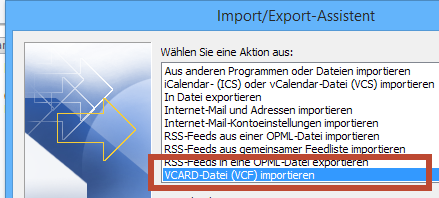 Import/Export-Assistent
Wählen Sie eine Aktion aus:
Aus anderen Programmen oder Dateien importieren
iCalendar- (ICS) oder vCalendar-Datei (VCS) importieren
In Datei exportieren
Internet-Mail und Adressen importieren
Internet-Mail-Kontoeinstellungen importieren
RSS-Feeds aus einer OPML-Datei importieren
RSS-Feeds aus gemeinsamer Feedliste importieren
RSS-Feeds in eine OPML-Datei exportieren
VCARD-Datei (VCF) importieren